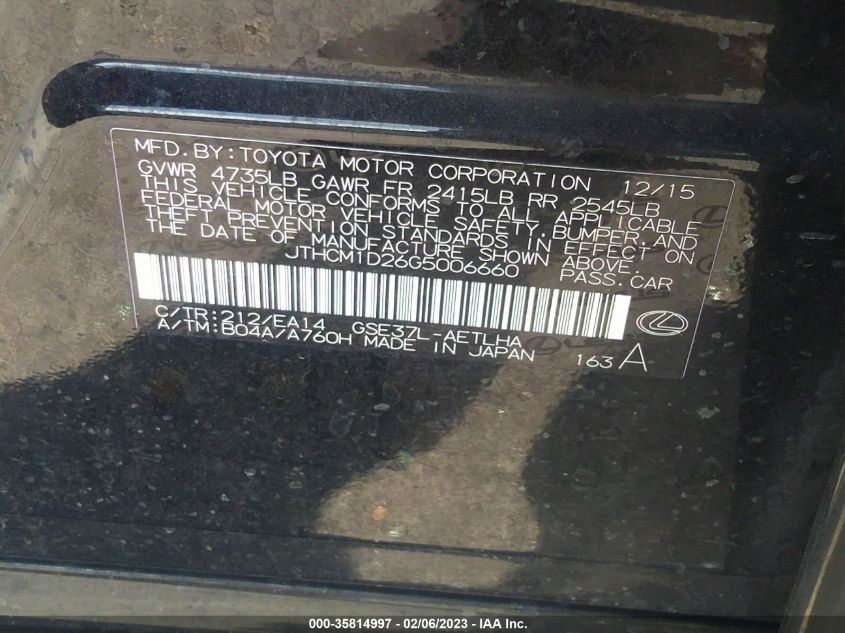 MFD.BY:TOYOTA MOTOR CORPORATION 12/15
GVWR 4735LB GAWR FR 2415LB RR 2545LB
THIS VEHICLE CONFORMS TO ALL APPLICABLE
FEDERAL MOTOR VEHICLE SAFETY, BUMPER, AND
THEFT PREVENTION STANDARDS IN EFFECT ON
THE DATE OF MANUFACTURE SHOWN ABOVE.
JTHCM1D26G5006660 PASS.CAR
C/TR:212/EA14 GSE37L-AETLHA
A/TM:B04A/A760H MADE IN JAPAN 163 A
000-35814997 - 02/06/2023 - IAA Inc.